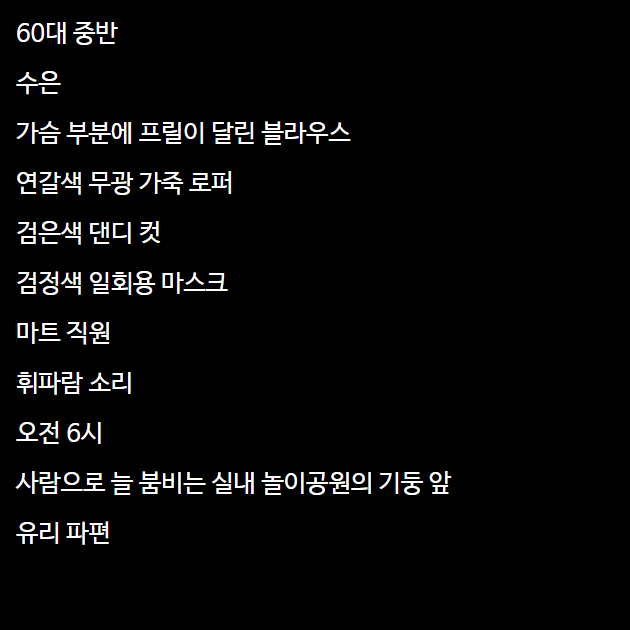 60대 중반
수은
가슴 부분에 프릴이 달린 블라우스
연갈색 무광 가죽 로퍼
검은색 댄디 컷
검정색 일회용 마스크
마트 직원
휘파람 소리
오전 6시
사람으로 늘 붐비는 실내 놀이공원의 기둥 앞
유리 파편